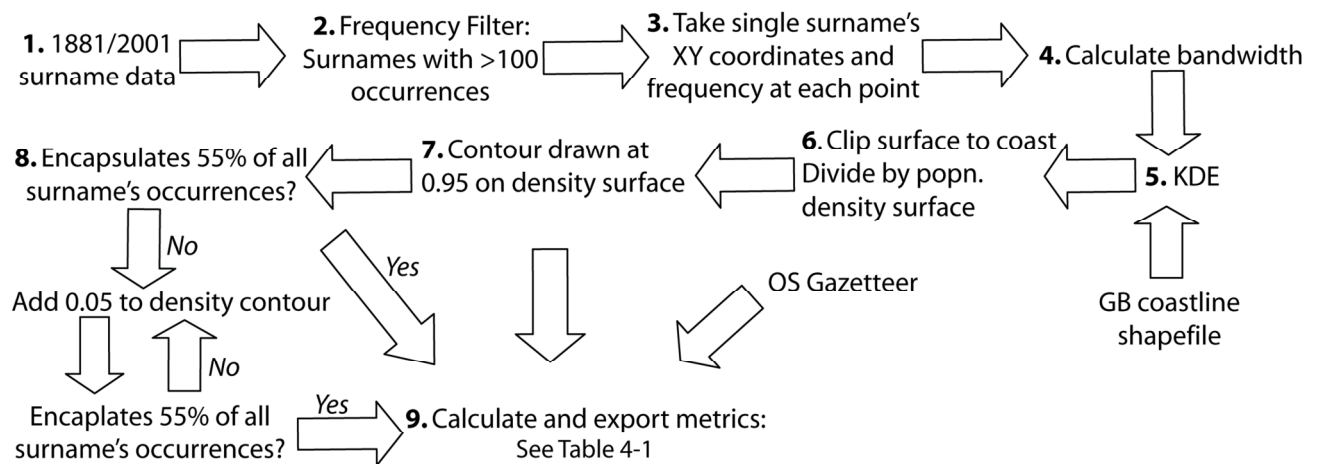 1. 1881/2001
surname data
2. Frequency Filter:
Surnames with >100
occurrences
3. Take single surname's
XY coordinates and
frequency at each point
4. Calculate bandwidth
5. KDE
GB coastline
shapefile
6. Clip surface to coast
Divide by popn.
density surface
7. Contour drawn at
0.95 on density surface
8. Encapsulates 55% of all
surname's occurrences?
No
Yes
Add 0.05 to density contour
No
Encaplates 55% of all
surname's occurrences?
Yes
OS Gazetteer
9. Calculate and export metrics:
See Table 4-1